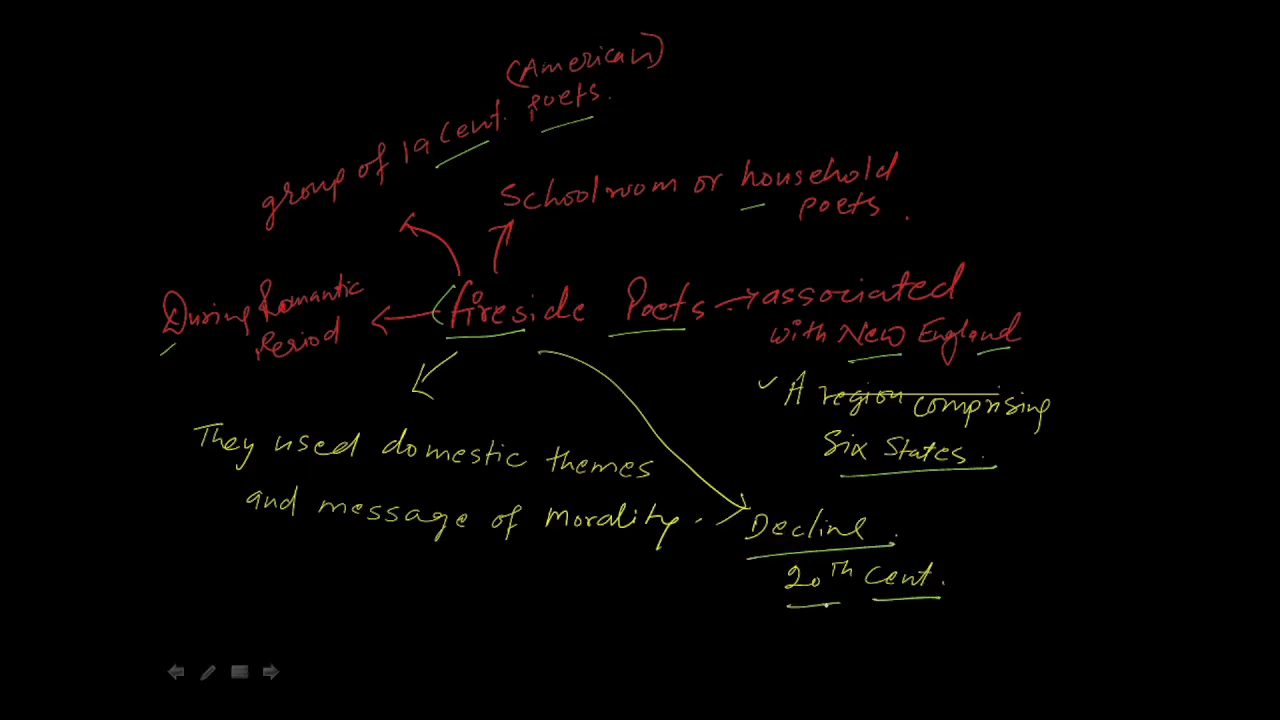 (American)
group of 19 Cent. poets.
Schoolroom or household
poets.
During Romantic
Period
fireside Poets
associated
with New England
A region comprising
Six States.
They used domestic themes
and message of morality.
Decline.
20th Cent.